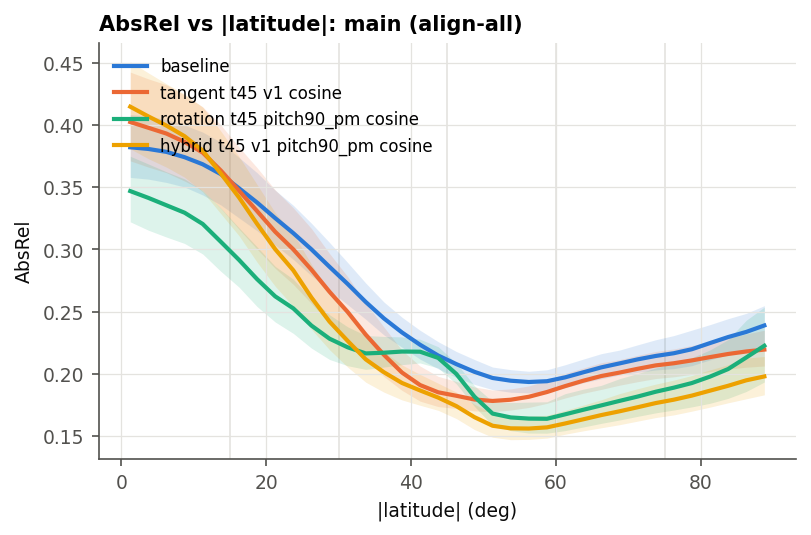 AbsRel vs |latitude|: main (align-all)
baseline
tangent t45 v1 cosine
rotation t45 pitch90_pm cosine
hybrid t45 v1 pitch90_pm cosine
0.45
0.40
0.35
0.30
0.25
0.20
0.15
AbsRel
0 20 40 60 80
|latitude| (deg)